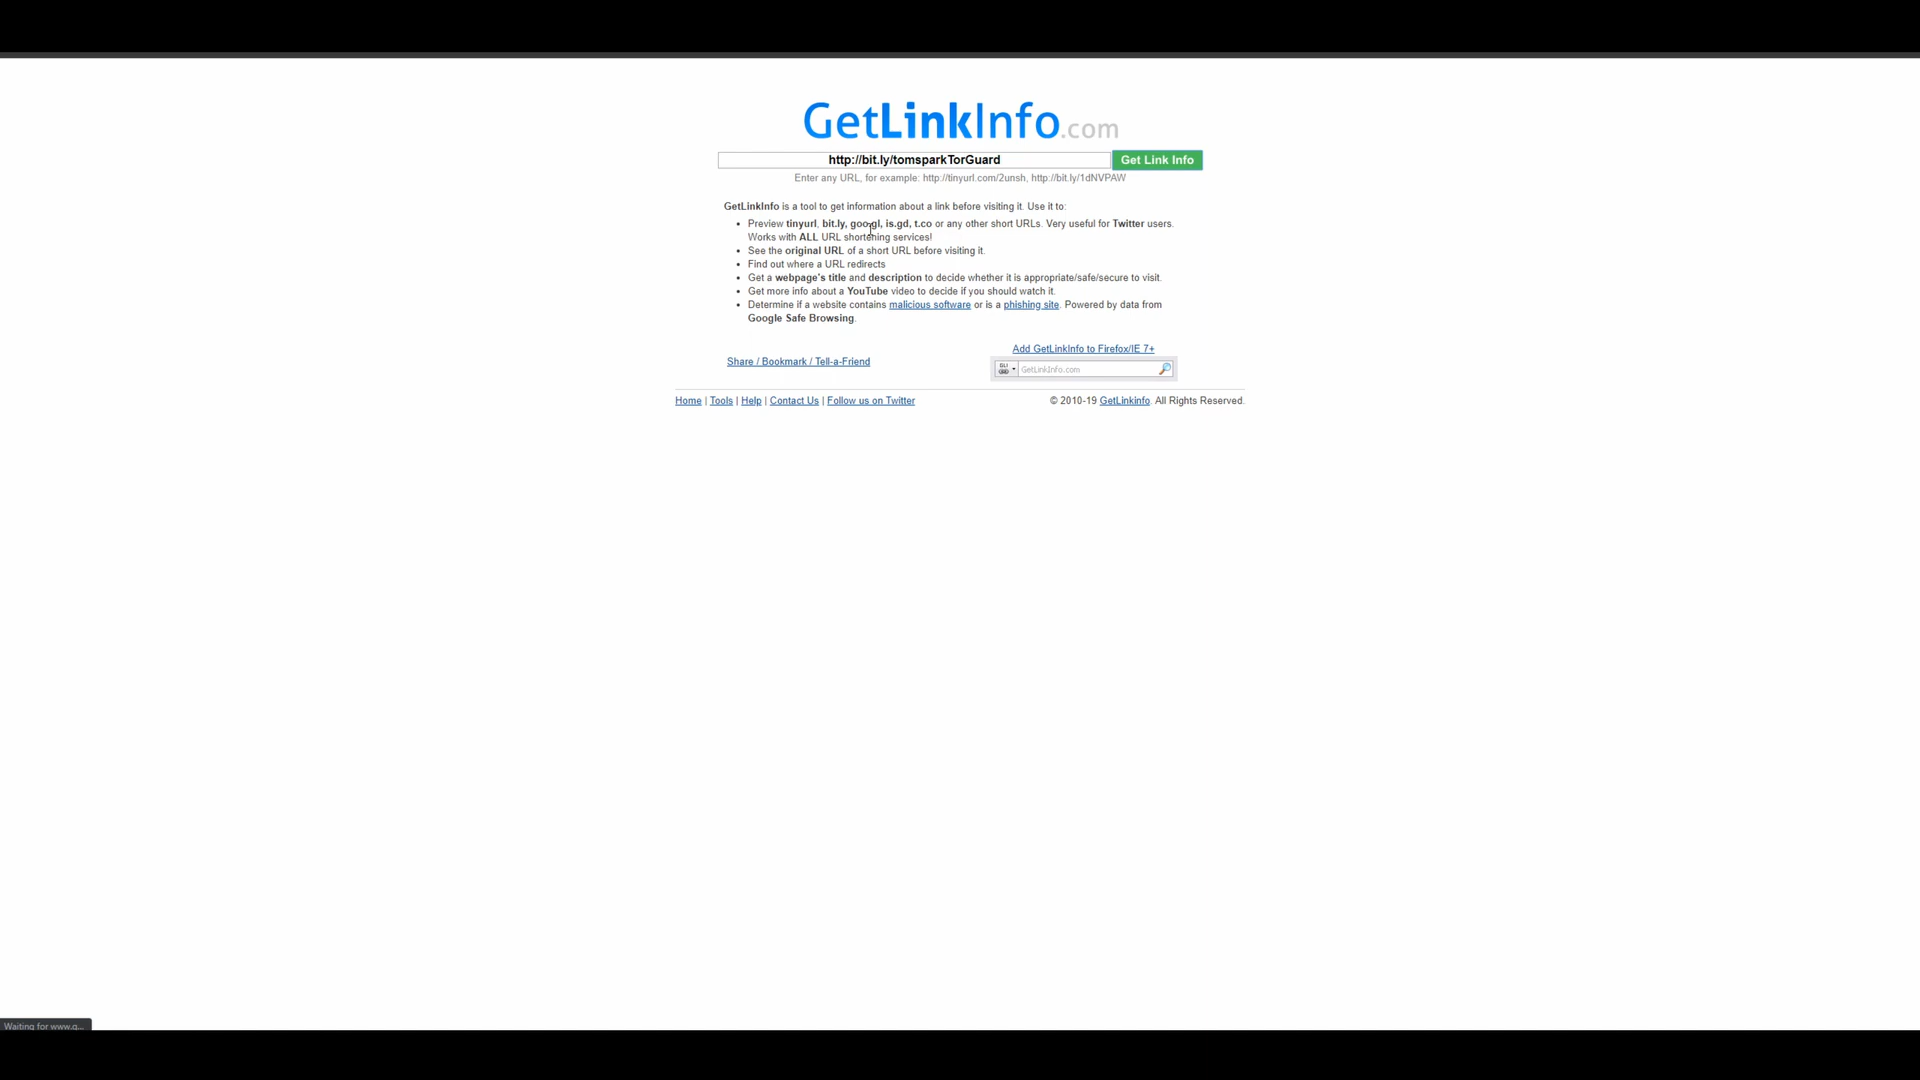 GetLinkInfo.com
http://bit.ly/tomsparkTorGuard Get Link Info
Enter any URL, for example: http://tinyurl.com/2unsh, http://bit.ly/1dNVPAW
GetLinkInfo is a tool to get information about a link before visiting it. Use it to:
• Preview tinyurl, bit.ly, goo.gl, is.gd, t.co or any other short URLs. Very useful for Twitter users.
Works with ALL URL shortening services!
• See the original URL of a short URL before visiting it.
• Find out where a URL redirects
• Get a webpage's title and description to decide whether it is appropriate/safe/secure to visit.
• Get more info about a YouTube video to decide if you should watch it.
• Determine if a website contains malicious software or is a phishing site. Powered by data from
Google Safe Browsing.
Add GetLinkInfo to Firefox/IE 7+
Share / Bookmark / Tell-a-Friend
GetLinkInfo.com
Home | Tools | Help | Contact Us | Follow us on Twitter © 2010-19 GetLinkinfo. All Rights Reserved.
Waiting for www.g...